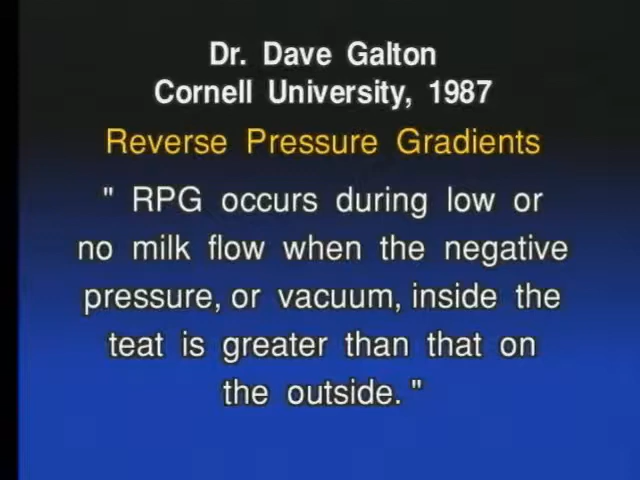 Dr. Dave Galton
Cornell University, 1987
Reverse Pressure Gradients
" RPG occurs during low or
no milk flow when the negative
pressure, or vacuum, inside the
teat is greater than that on
the outside. "